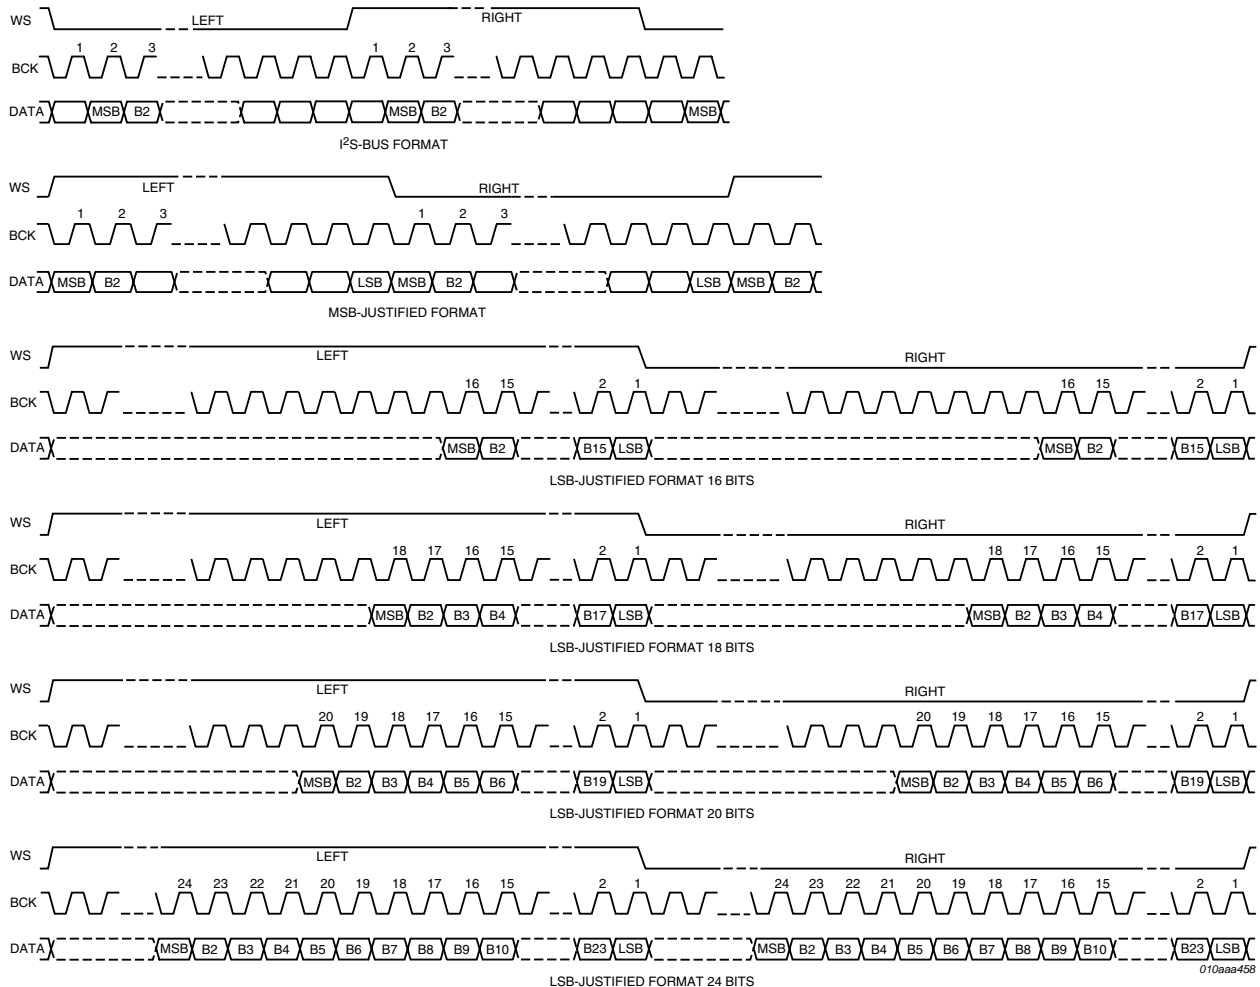 WS LEFT RIGHT
BCK 1 2 3 1 2 3
DATA MSB B2 MSB B2 MSB
I²S-BUS FORMAT
WS LEFT RIGHT
BCK 1 2 3 1 2 3
DATA MSB B2 LSB MSB B2 LSB MSB B2
MSB-JUSTIFIED FORMAT
WS LEFT RIGHT
BCK 16 15 2 1 16 15 2 1
DATA MSB B2 B15 LSB MSB B2 B15 LSB
LSB-JUSTIFIED FORMAT 16 BITS
WS LEFT RIGHT
BCK 18 17 16 15 2 1 18 17 16 15 2 1
DATA MSB B2 B3 B4 B17 LSB MSB B2 B3 B4 B17 LSB
LSB-JUSTIFIED FORMAT 18 BITS
WS LEFT RIGHT
BCK 20 19 18 17 16 15 2 1 20 19 18 17 16 15 2 1
DATA MSB B2 B3 B4 B5 B6 B19 LSB MSB B2 B3 B4 B5 B6 B19 LSB
LSB-JUSTIFIED FORMAT 20 BITS
WS LEFT RIGHT
BCK 24 23 22 21 20 19 18 17 16 15 2 1 24 23 22 21 20 19 18 17 16 15 2 1
DATA MSB B2 B3 B4 B5 B6 B7 B8 B9 B10 B23 LSB MSB B2 B3 B4 B5 B6 B7 B8 B9 B10 B23 LSB
010aaa458
LSB-JUSTIFIED FORMAT 24 BITS